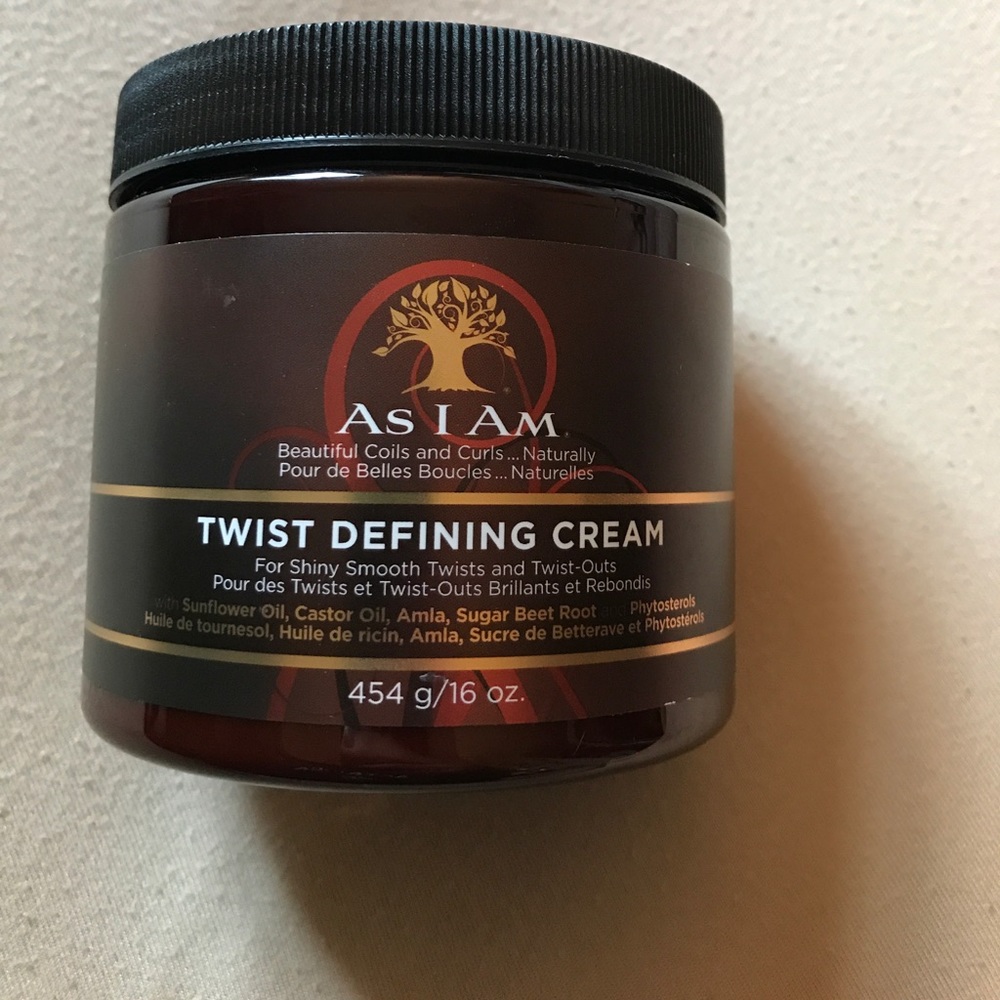 As I Am
Beautiful Coils and Curls... Naturally
Pour de Belles Boucles... Naturelles
TWIST DEFINING CREAM
For Shiny Smooth Twists and Twist-Outs
Pour des Twists et Twist-Outs Brillants et Rebondis
with Sunflower Oil, Castor Oil, Amla, Sugar Beet Root and Phytosterols
Huile de tournesol, Huile de ricin, Amla, Sucre de Betterave et Phytostérols
454 g/16 oz.